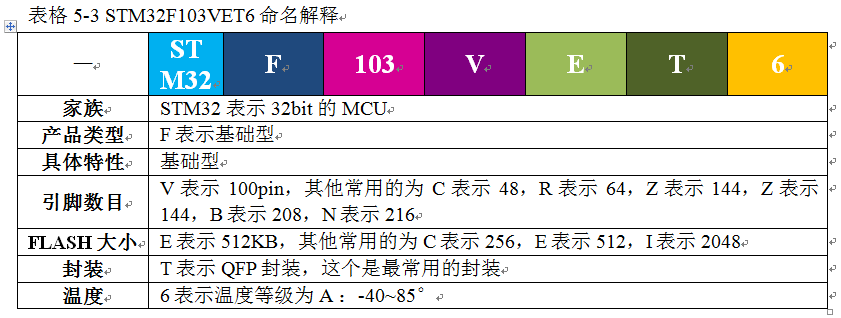 表格 5-3 STM32F103VET6 命名解释
— ST M32 F 103 V E T 6
家族 STM32 表示 32bit 的 MCU
产品类型 F 表示基础型
具体特性 基础型
引脚数目 V 表示 100pin，其他常用的为 C 表示 48，R 表示 64，Z 表示 144，Z 表示
144，B 表示 208，N 表示 216
FLASH 大小 E 表示 512KB，其他常用的为 C 表示 256，E 表示 512，I 表示 2048
封装 T 表示 QFP 封装，这个是最常用的封装
温度 6 表示温度等级为 A ：-40~85°